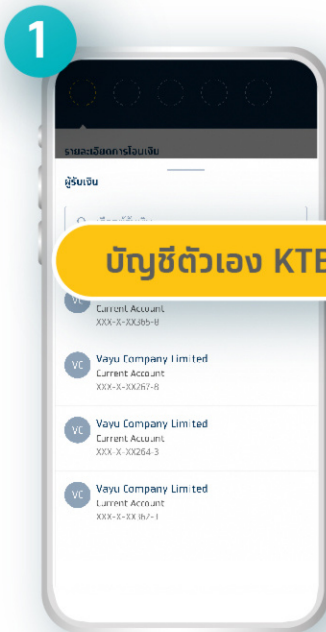 1
รายละเอียดการโอนเงิน
ผู้รับเงิน
บัญชีตัวเอง KTB
VC
Current Account
XXX-X-XX365-8
VC Vayu Company Limited
Current Account
XXX-X-XX267-8
VC Vayu Company Limited
Current Account
XXX-X-XX264-3
VC Vayu Company Limited
Current Account